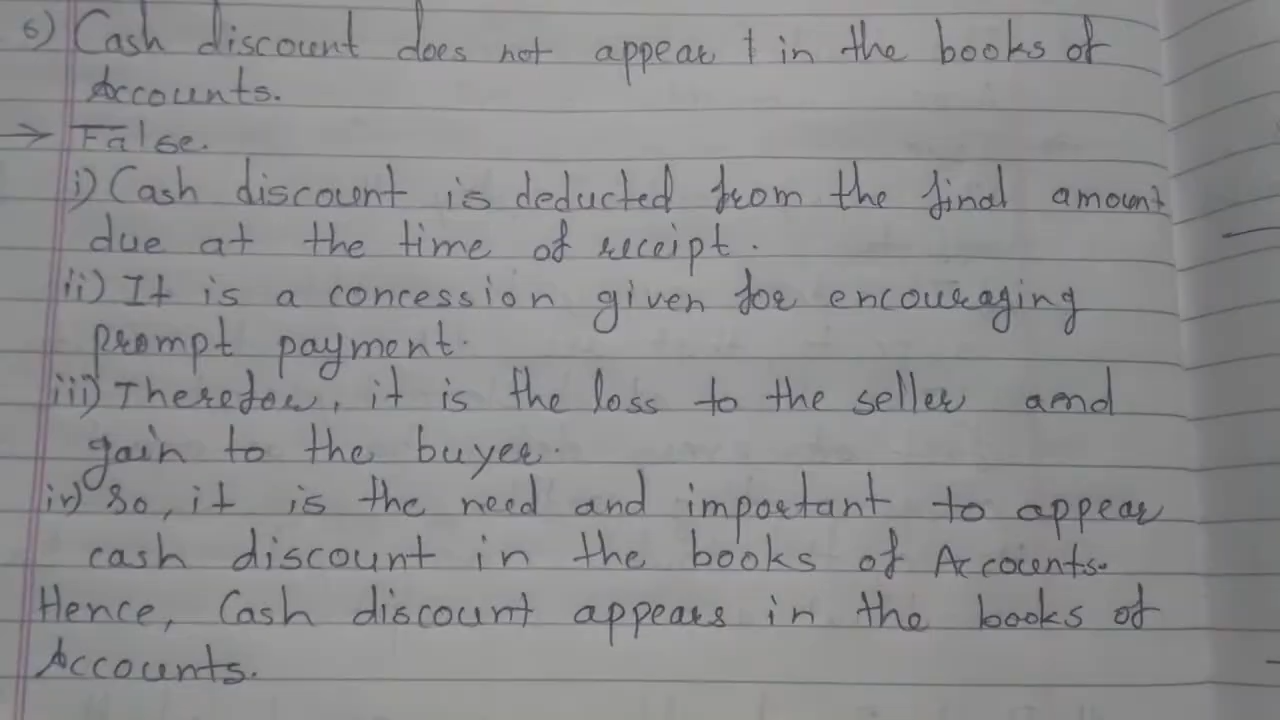 6) Cash discount does not appear in the books of
Accounts.
→ False.
i) Cash discount is deducted from the final amount
due at the time of receipt.
ii) It is a concession given for encouraging
prompt payment.
iii) Therefore, it is the loss to the seller and
gain to the buyer.
iv) So, it is the need and important to appear
cash discount in the books of Accounts.
Hence, Cash discount appears in the books of
Accounts.